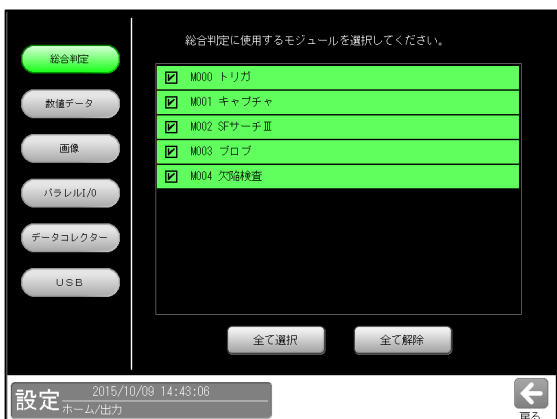 総合判定に使用するモジュールを選択してください。
総合判定
数値データ
画像
パラレルI/O
データコレクター
USB
M000 トリガ
M001 キャプチャ
M002 SFサーチⅢ
M003 ブロブ
M004 欠陥検査
全て選択
全て解除
設定
2015/10/09 14:43:06
ホーム/出力
戻る